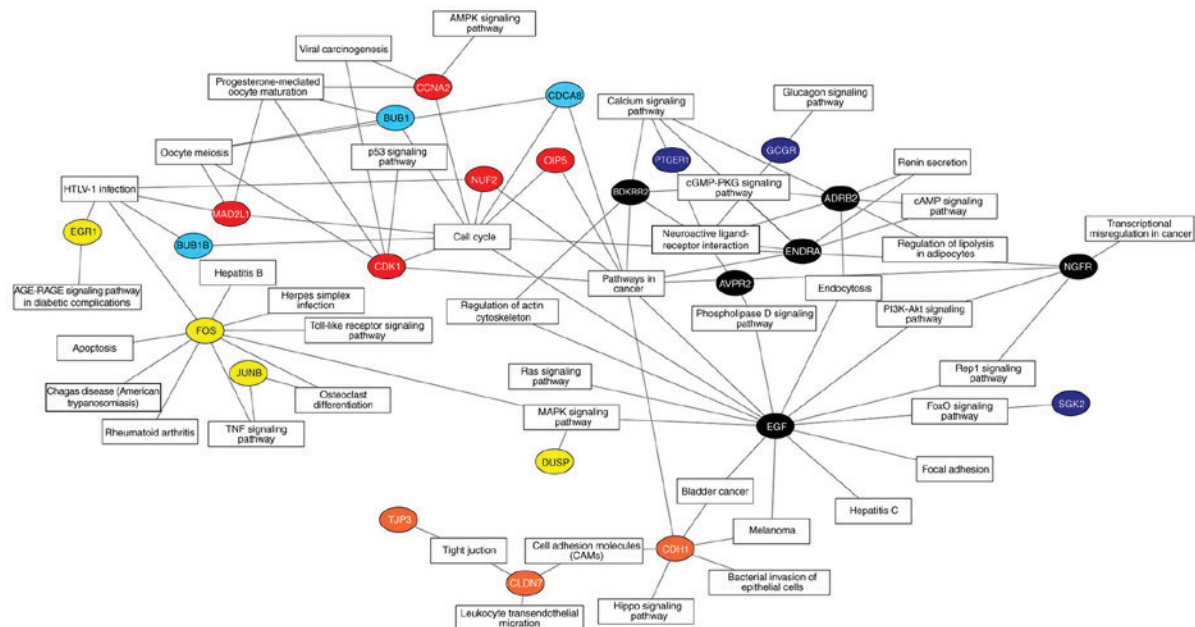 AMPK signaling
pathway
Viral carcinogenesis
Progesterone-mediated
oocyte maturation
CCNA2
CDCA8
BUB1
Calcium signaling
pathway
Glucagon signaling
pathway
Oocyte meiosis
p53 signaling
pathway
OIP5
PTGER1
GCGR
Renin secretion
HTLV-1 infection
NUF2
BDKRR2
cGMP-PKG signaling
pathway
ADRB2
cAMP signaling
pathway
MAD2L1
EGR1
BUB1B
Cell cycle
Neuroactive ligand-
receptor interaction
ENDRA
Regulation of lipolysis
in adipocytes
Transcriptional
misregulation in cancer
CDK1
NGFR
Hepatitis B
Pathways in
cancer
AVPR2
Endocytosis
AGE-RAGE signaling pathway
in diabetic complications
Herpes simplex
infection
Regulation of actin
cytoskeleton
Phospholipase D signaling
pathway
PI3K-Akt signaling
pathway
FOS
Toll-like receptor signaling
pathway
Apoptosis
JUNB
Ras signaling
pathway
Rep1 signaling
pathway
Chagas disease (American
trypanosomiasis)
Osteoclast
differentiation
MAPK signaling
pathway
FoxO signaling
pathway
SGK2
Rheumatoid arthritis
TNF signaling
pathway
EGF
DUSP
Focal adhesion
Bladder cancer
Hepatitis C
TJP3
Melanoma
Tight juction
Cell adhesion molecules
(CAMs)
CDH1
CLDN7
Bacterial invasion of
epithelial cells
Leukocyte transendothelial
migration
Hippo signaling
pathway